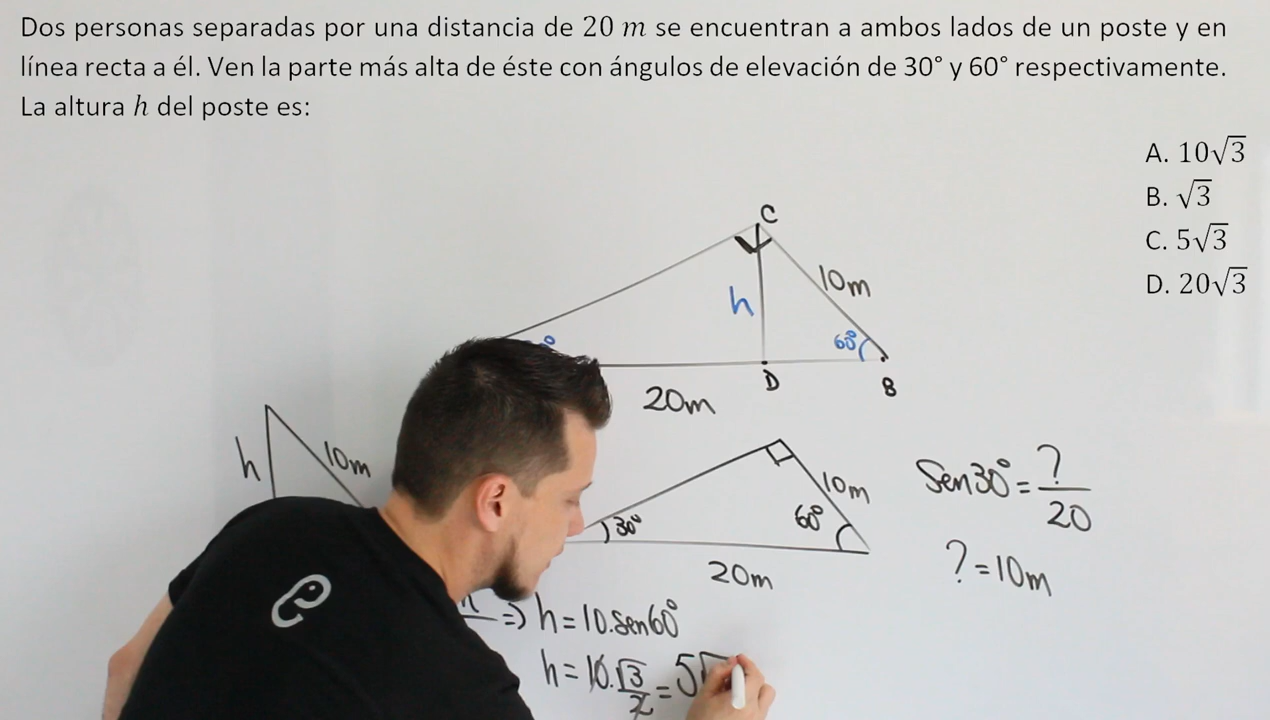 Dos personas separadas por una distancia de 20 m se encuentran a ambos lados de un poste y en
línea recta a él. Ven la parte más alta de éste con ángulos de elevación de 30° y 60° respectivamente.
La altura h del poste es:
A. 10√3
B. √3
C. 5√3
D. 20√3
C
10m
h
60°
D
B
20m
h
10m
30°
60°
10m
20m
Sen30° = ?/20
? = 10m
⇒ h = 10.Sen60°
h = 10.√3/2 = 5√